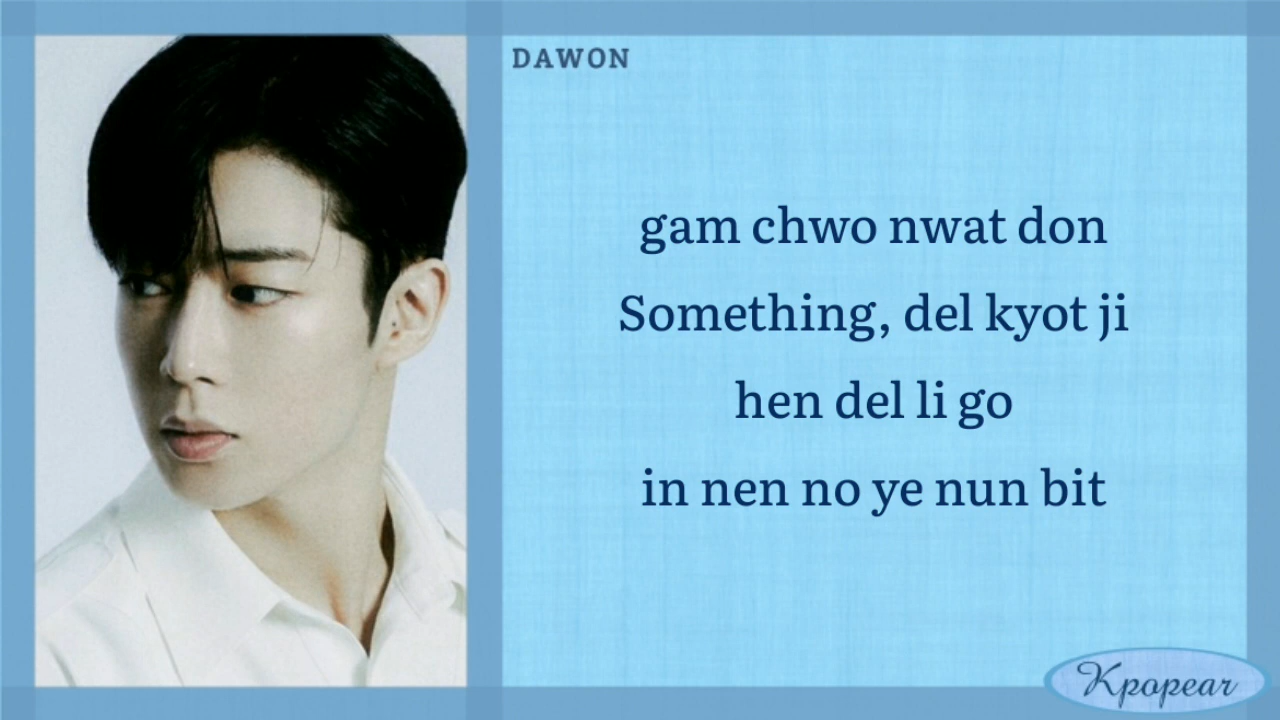 DAWON
gam chwo nwat don
Something, del kyot ji
hen del li go
in nen no ye nun bit
Kpopear